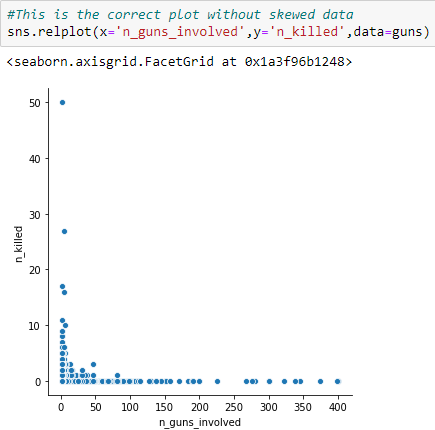 #This is the correct plot without skewed data
sns.relplot(x='n_guns_involved',y='n_killed',data=guns)
<seaborn.axisgrid.FacetGrid at 0x1a3f96b1248>
50
40
30
20
10
0
n_killed
0 50 100 150 200 250 300 350 400
n_guns_involved